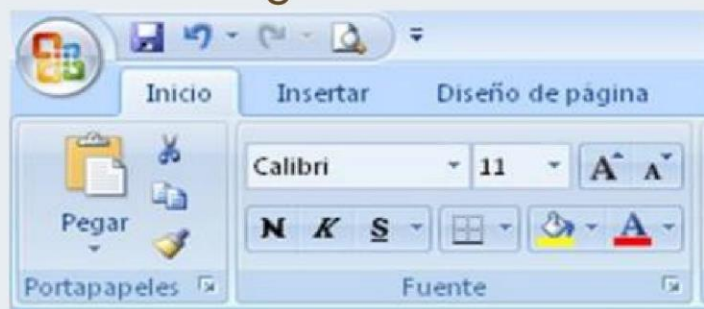 Inicio Insertar Diseño de página
Calibri 11 A A
Pegar N K S A
Portapapeles Fuente